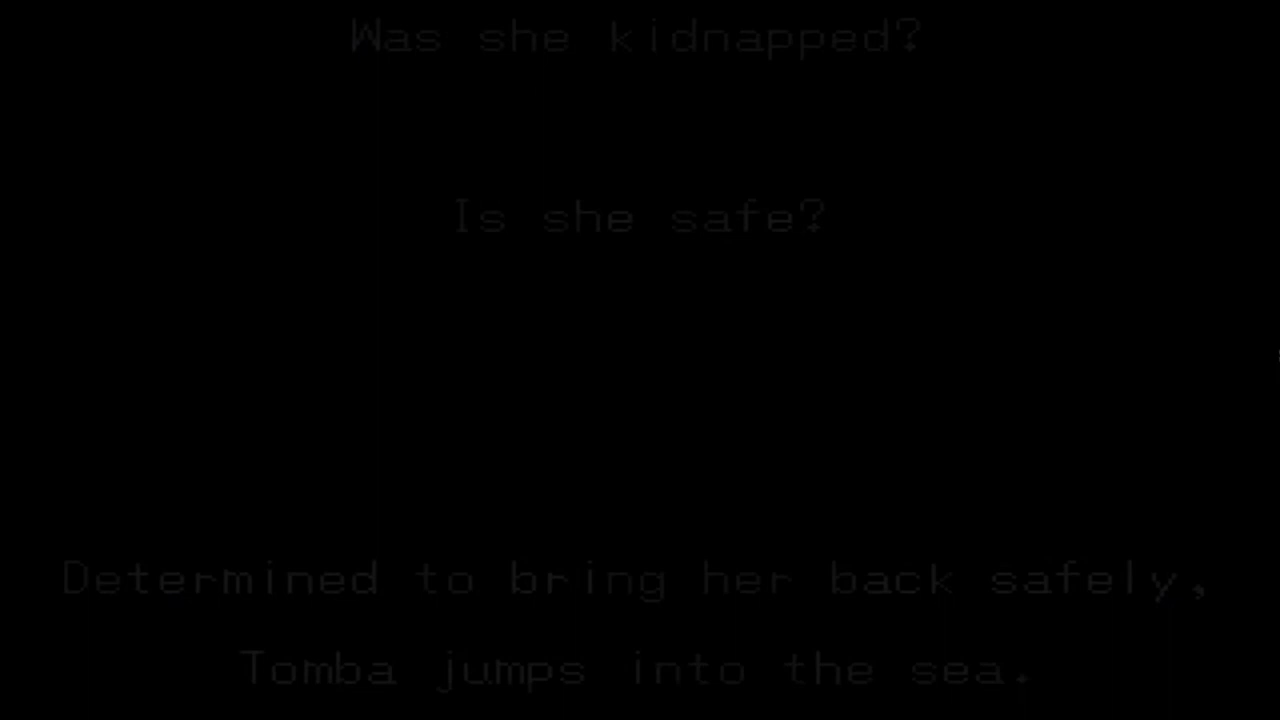 Was she kidnapped?
Is she safe?
Determined to bring her back safely,
Tomba jumps into the sea.